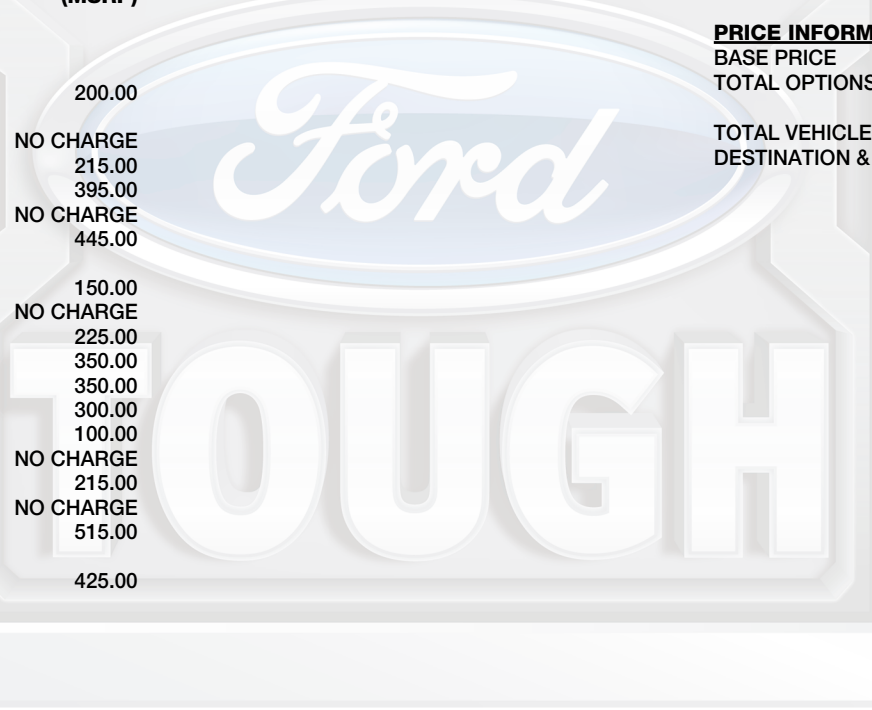 (MSRP)
200.00
NO CHARGE
215.00
395.00
NO CHARGE
445.00
150.00
NO CHARGE
225.00
350.00
350.00
300.00
100.00
NO CHARGE
215.00
NO CHARGE
515.00
425.00
PRICE INFORM
BASE PRICE
TOTAL OPTIONS
TOTAL VEHICLE
DESTINATION &
Ford
TOUGH